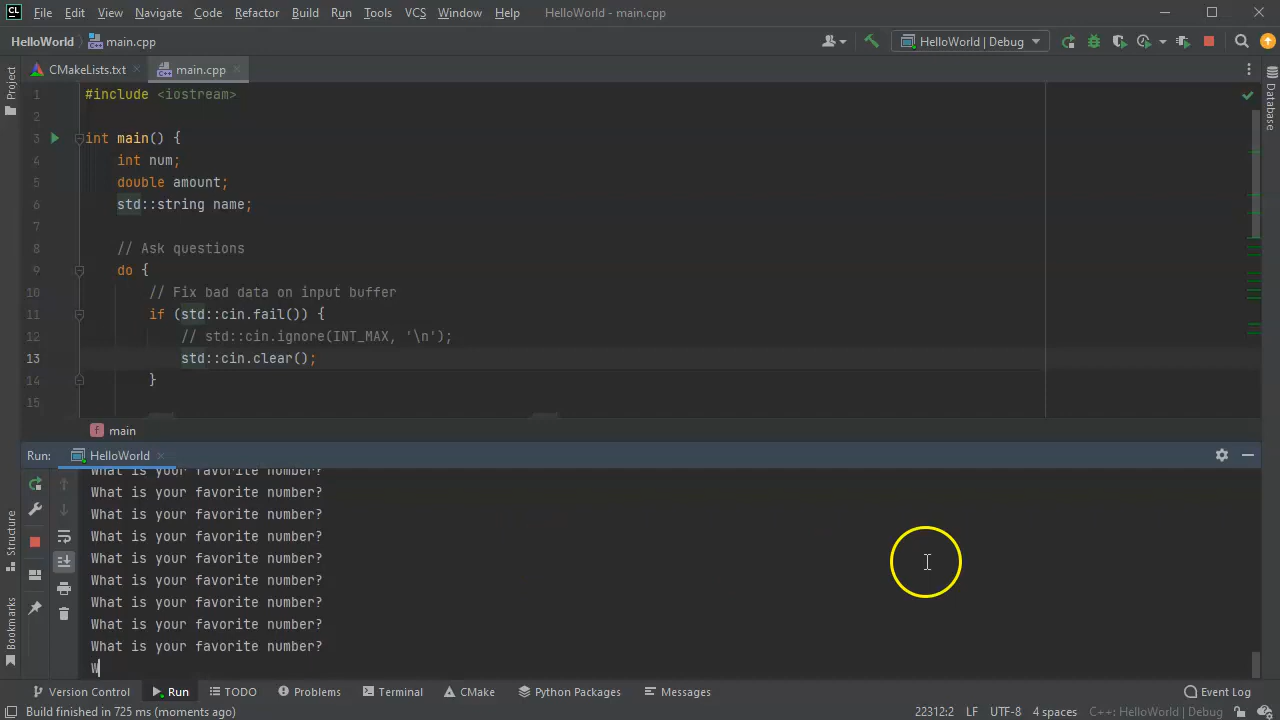 CL File Edit View Navigate Code Refactor Build Run Tools VCS Window Help HelloWorld - main.cpp
HelloWorld main.cpp HelloWorld | Debug
CMakeLists.txt main.cpp
Project
Database
1 #include <iostream>
2
3 int main() {
4 int num;
5 double amount;
6 std::string name;
7
8 // Ask questions
9 do {
10 // Fix bad data on input buffer
11 if (std::cin.fail()) {
12 // std::cin.ignore(INT_MAX, '\n');
13 std::cin.clear();
14 }
15
main
Run: HelloWorld
What is your favorite number?
What is your favorite number?
What is your favorite number?
What is your favorite number?
What is your favorite number?
What is your favorite number?
What is your favorite number?
What is your favorite number?
What is your favorite number?
W
Structure
Bookmarks
Version Control Run TODO Problems Terminal CMake Python Packages Messages Event Log
Build finished in 725 ms (moments ago) 22312:2 LF UTF-8 4 spaces C++: HelloWorld | Debug